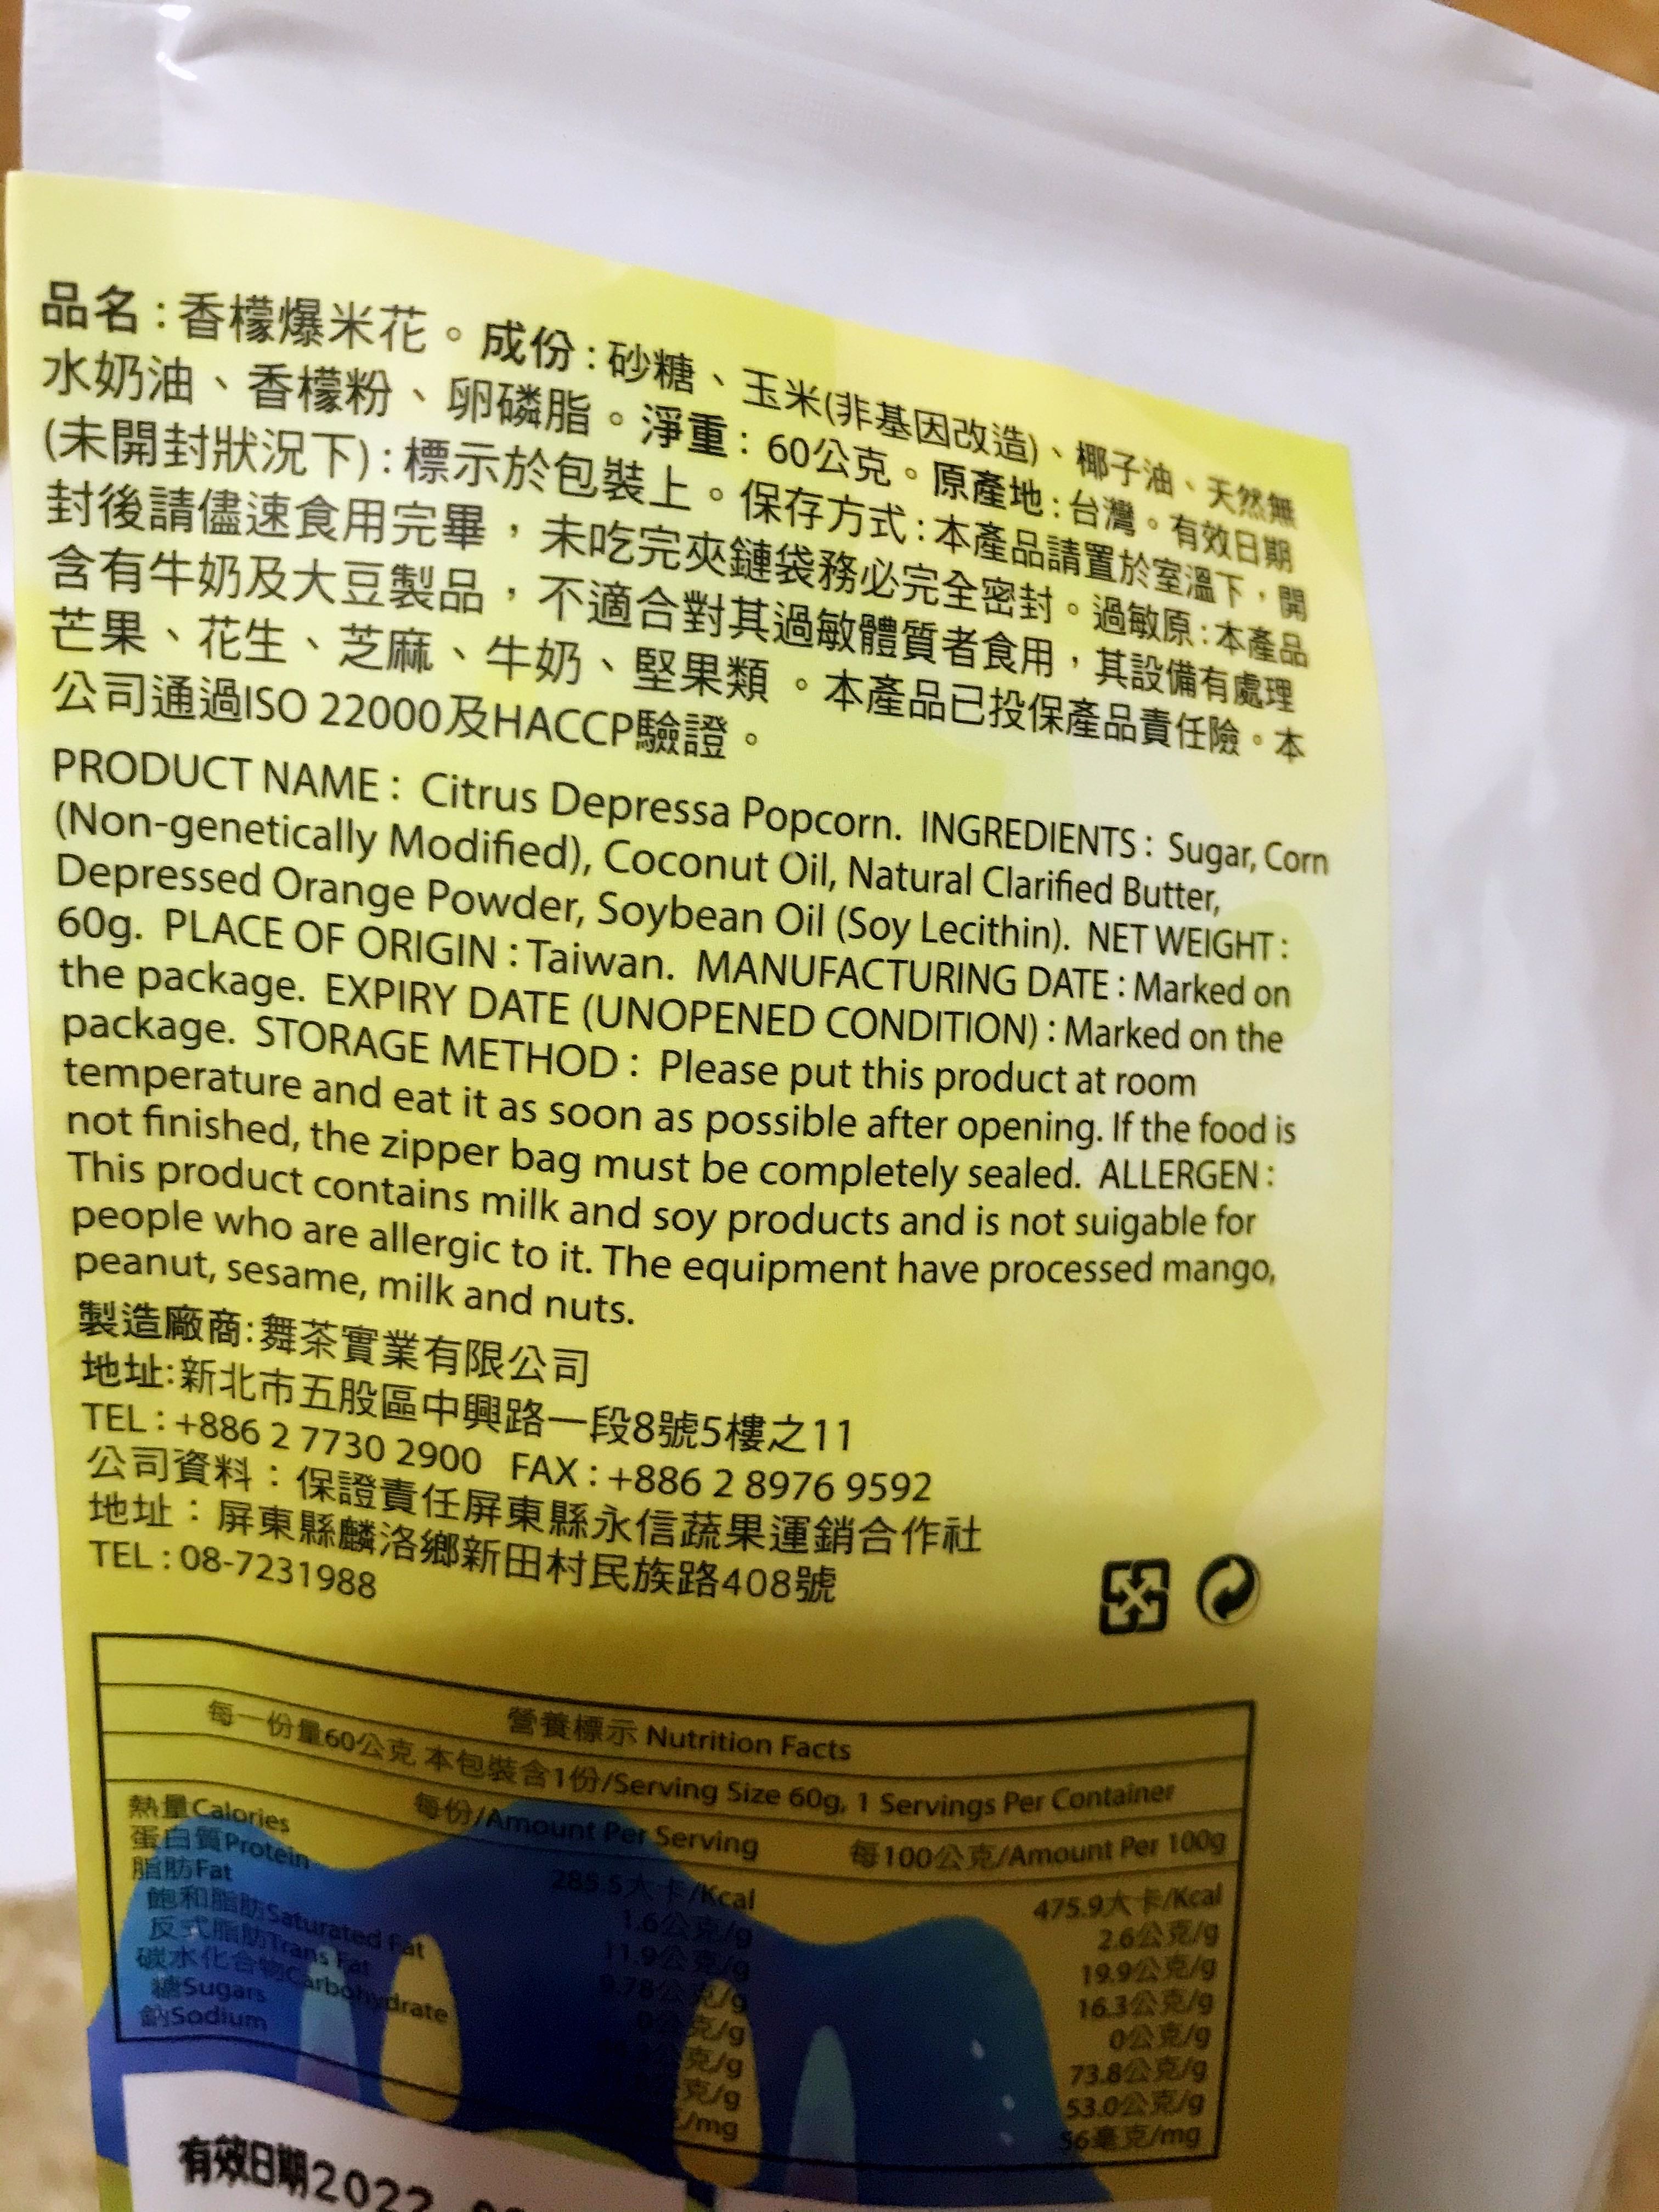 品名:香檬爆米花。成份:砂糖、玉米(非基因改造)、椰子油、天然無
水奶油、香檬粉、卵磷脂。淨重:60公克。原產地:台灣。有效日期
(未開封狀況下):標示於包裝上。保存方式:本產品請置於室溫下,開
封後請儘速食用完畢,未吃完夾鏈袋務必完全密封。過敏原:本產品
含有牛奶及大豆製品,不適合對其過敏體質者食用,其設備有處理
芒果、花生、芝麻、牛奶、堅果類。本產品已投保產品責任險。本
公司通過ISO 22000及HACCP驗證。
PRODUCT NAME: Citrus Depressa Popcorn. INGREDIENTS: Sugar, Corn
(Non-genetically Modified), Coconut Oil, Natural Clarified Butter,
Depressed Orange Powder, Soybean Oil (Soy Lecithin). NET WEIGHT:
60g. PLACE OF ORIGIN: Taiwan. MANUFACTURING DATE: Marked on
the package. EXPIRY DATE (UNOPENED CONDITION): Marked on the
package. STORAGE METHOD: Please put this product at room
temperature and eat it as soon as possible after opening. If the food is
not finished, the zipper bag must be completely sealed. ALLERGEN:
This product contains milk and soy products and is not suigable for
people who are allergic to it. The equipment have processed mango,
peanut, sesame, milk and nuts.
製造廠商:舞茶實業有限公司
地址:新北市五股區中興路一段8號5樓之11
TEL: +886 2 7730 2900 FAX: +886 2 8976 9592
公司資料:保證責任屏東縣永信蔬果運銷合作社
地址:屏東縣麟洛鄉新田村民族路408號
TEL: 08-7231988
營養標示 Nutrition Facts
每一份量60公克 本包裝含1份/Serving Size 60g, 1 Servings Per Container
每份/Amount Per Serving 每100公克/Amount Per 100g
熱量Calories 285.5大卡/Kcal 475.9大卡/Kcal
蛋白質Protein 1.6公克/g 2.6公克/g
脂肪Fat 11.9公克/g 19.9公克/g
飽和脂肪Saturated Fat 9.78公克/g 16.3公克/g
反式脂肪Trans Fat 0公克/g 0公克/g
碳水化合物Carbohydrate 公克/g 73.8公克/g
糖Sugars 公克/g 53.0公克/g
鈉Sodium /mg 56毫克/mg
有效日期2022